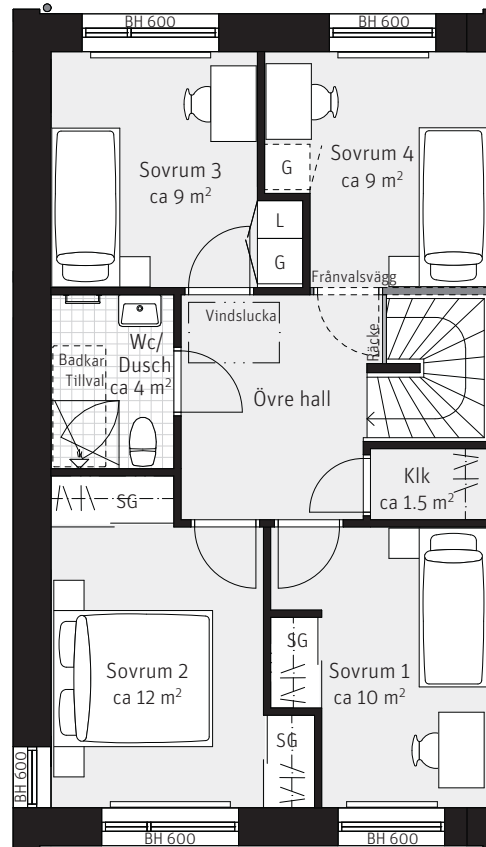 BH 600
BH 600
Sovrum 3
ca 9 m²
Sovrum 4
ca 9 m²
G
L
G
Frånvalsvägg
Vindslucka
Räcke
Wc/
Dusch
ca 4 m²
Badkar
Tillval
Övre hall
Klk
ca 1.5 m²
SG
Sovrum 2
ca 12 m²
SG
Sovrum 1
ca 10 m²
SG
BH 600
BH 600
BH 600